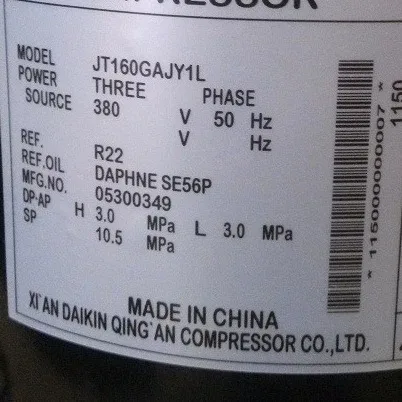 COMPRESSOR
MODEL JT160GAJY1L
POWER SOURCE THREE PHASE
380 V 50 Hz
V Hz
REF. R22
REF.OIL DAPHNE SE56P
MFG.NO. 05300349
DP·AP H 3.0 MPa L 3.0 MPa
SP 10.5 MPa
MADE IN CHINA
XI'AN DAIKIN QING'AN COMPRESSOR CO.,LTD.
* 1150000000007 *
1150